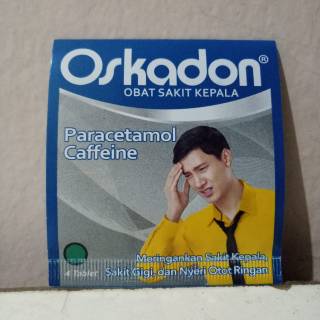 Oskadon®
OBAT SAKIT KEPALA
Paracetamol
Caffeine
4 Tablet
Meringankan Sakit Kepala,
Sakit Gigi, dan Nyeri Otot Ringan